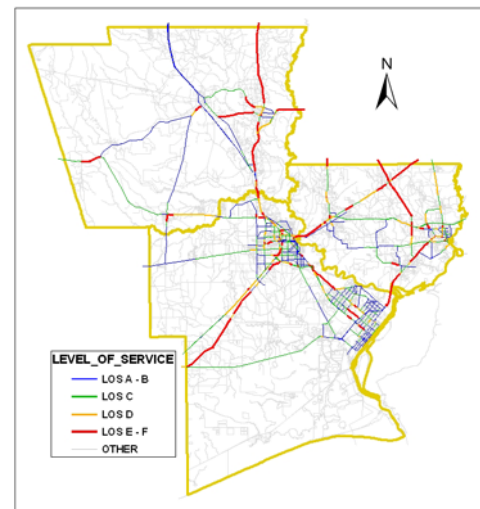 N
LEVEL_OF_SERVICE
LOS A - B
LOS C
LOS D
LOS E - F
OTHER